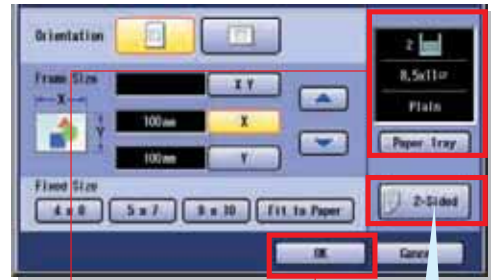 Orientation
2
8.5x11
Plain
Paper Tray
Frame Size
X Y
X
Y
100mm
X
100mm
Y
Fixed Size
4 x 6
5 x 7
8 x 10
Fit to Paper
2-Sided
OK
Cancel